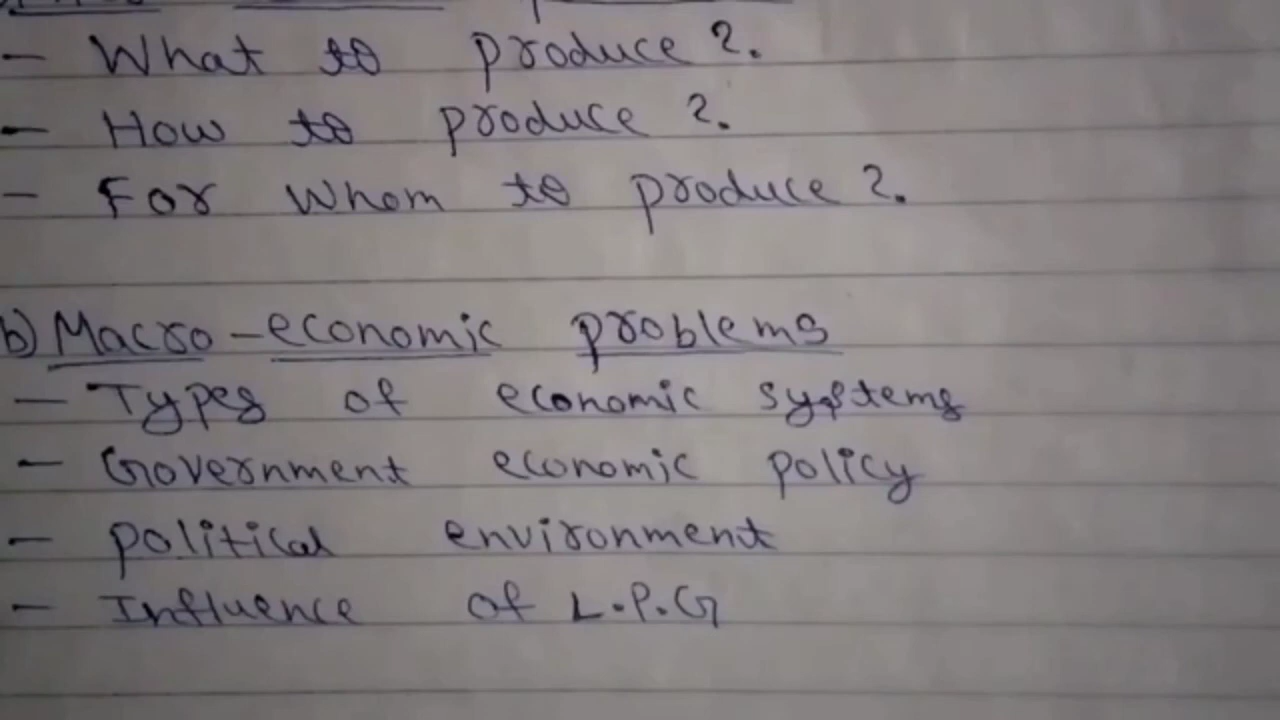 - What to produce ?.
- How to produce ?.
- For whom to produce ?.
b) Macro-economic problems
- Types of economic systems
- Government economic policy
- political environment
- Influence of L.P.G